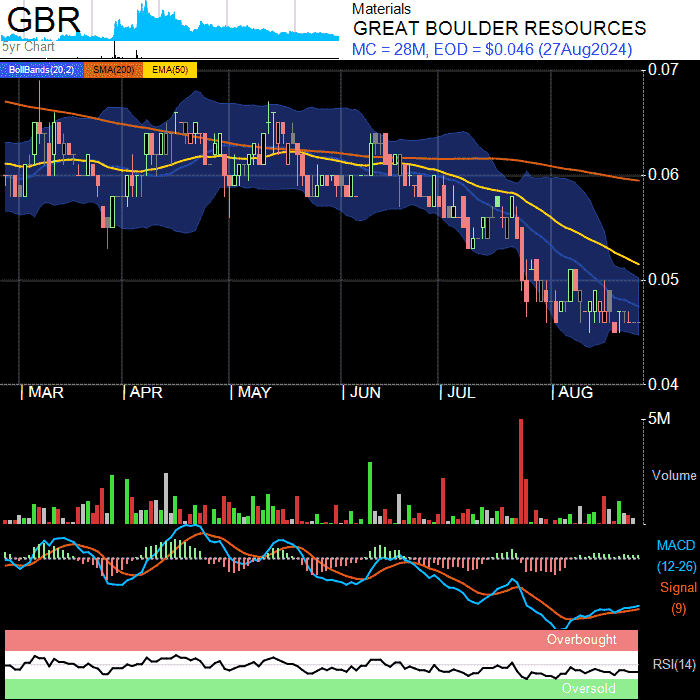 GBR
5yr Chart
Materials
GREAT BOULDER RESOURCES
MC = 28M, EOD = $0.046 (27Aug2024)
BollBands(20,2) SMA(200) EMA(50)
0.07
0.06
0.05
0.04
| MAR | APR | MAY | JUN | JUL | AUG
5M
Volume
MACD
(12-26)
Signal
(9)
Overbought
RSI(14)
Oversold